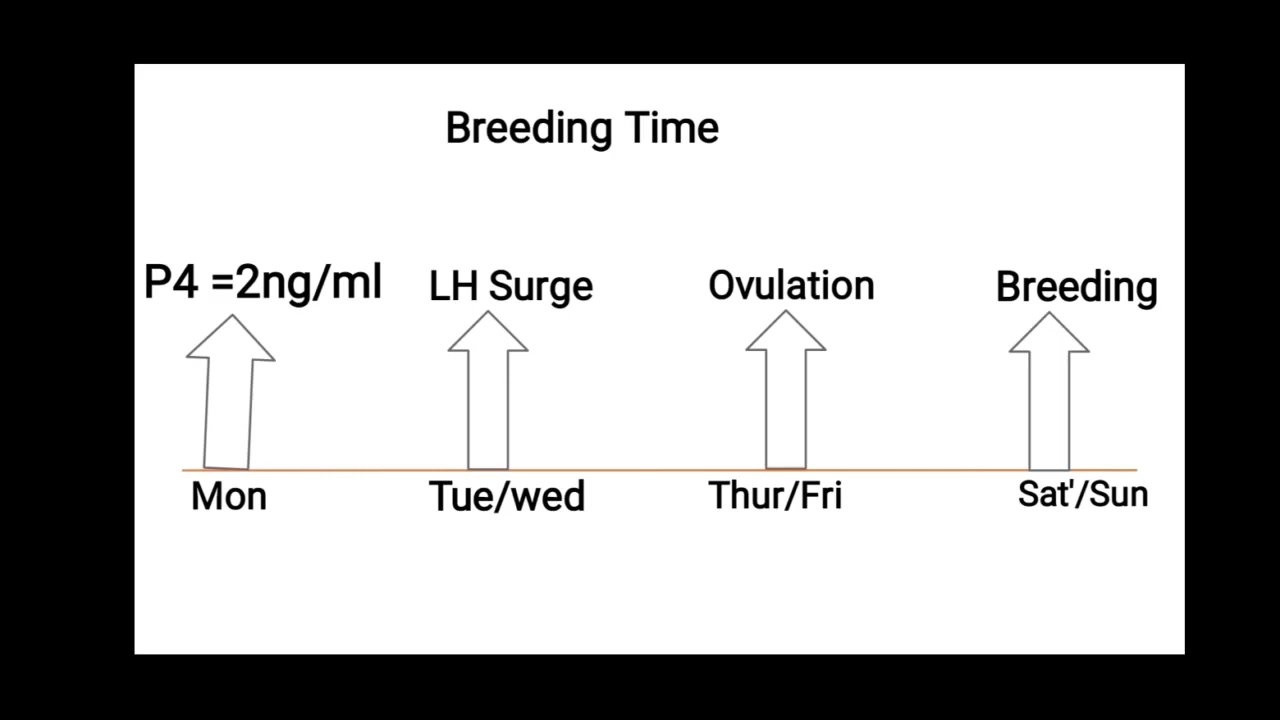 Breeding Time
P4 =2ng/ml LH Surge Ovulation Breeding
Mon Tue/wed Thur/Fri Sat'/Sun